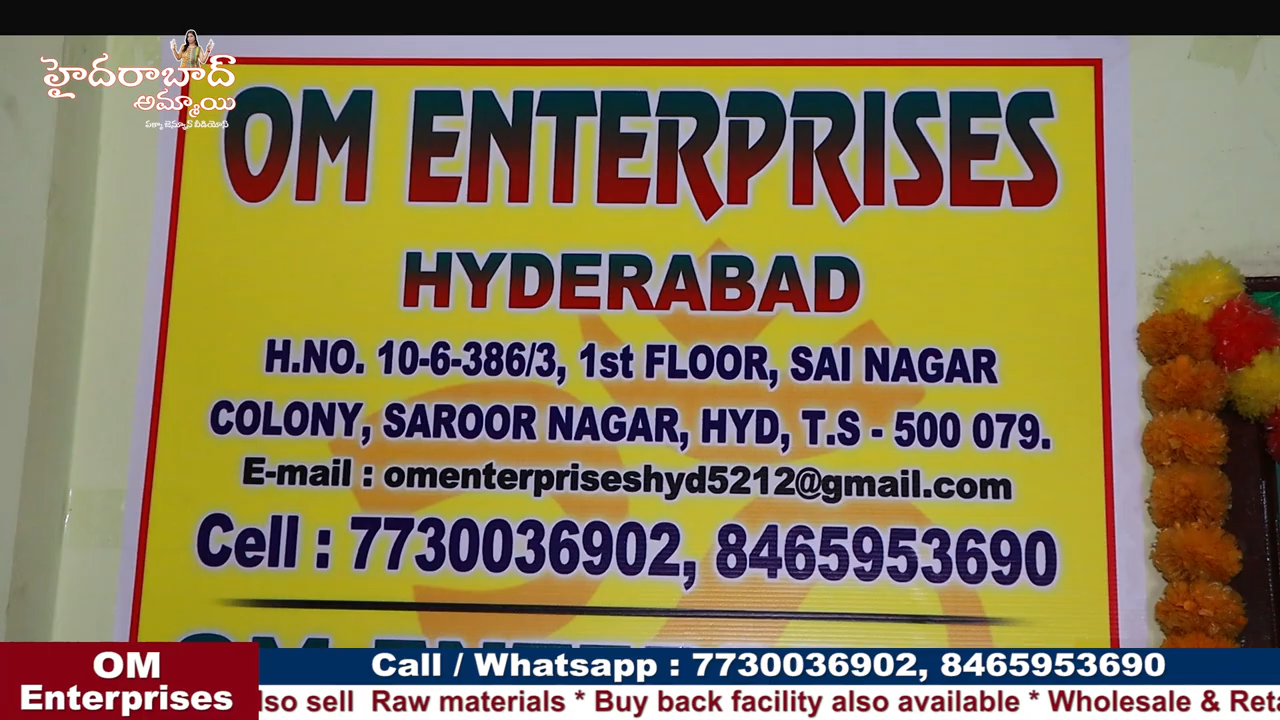 హైదరాబాద్
అమ్మాయి
OM ENTERPRISES
HYDERABAD
H.NO. 10-6-386/3, 1st FLOOR, SAI NAGAR
COLONY, SAROOR NAGAR, HYD, T.S - 500 079.
E-mail : omenterpriseshyd5212@gmail.com
Cell : 7730036902, 8465953690
OM
Enterprises
Call / Whatsapp : 7730036902, 8465953690
lso sell Raw materials * Buy back facility also available * Wholesale & Reta